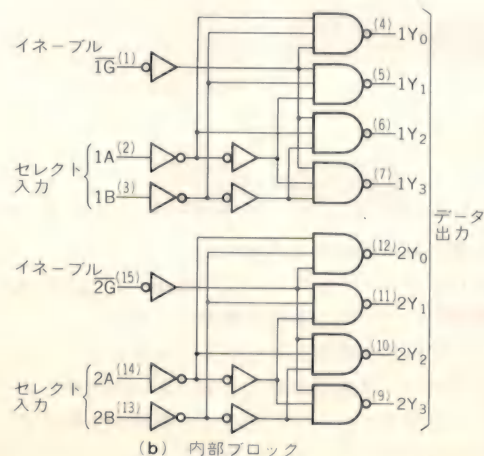 (4) 1Y₀
イネーブル
1G̅ (1)
(5) 1Y₁
(6) 1Y₂
セレクト入力
1A (2)
(7) 1Y₃
1B (3)
データ出力
(12) 2Y₀
イネーブル
2G̅ (15)
(11) 2Y₁
(10) 2Y₂
セレクト入力
2A (14)
(9) 2Y₃
2B (13)
(b) 内部ブロック